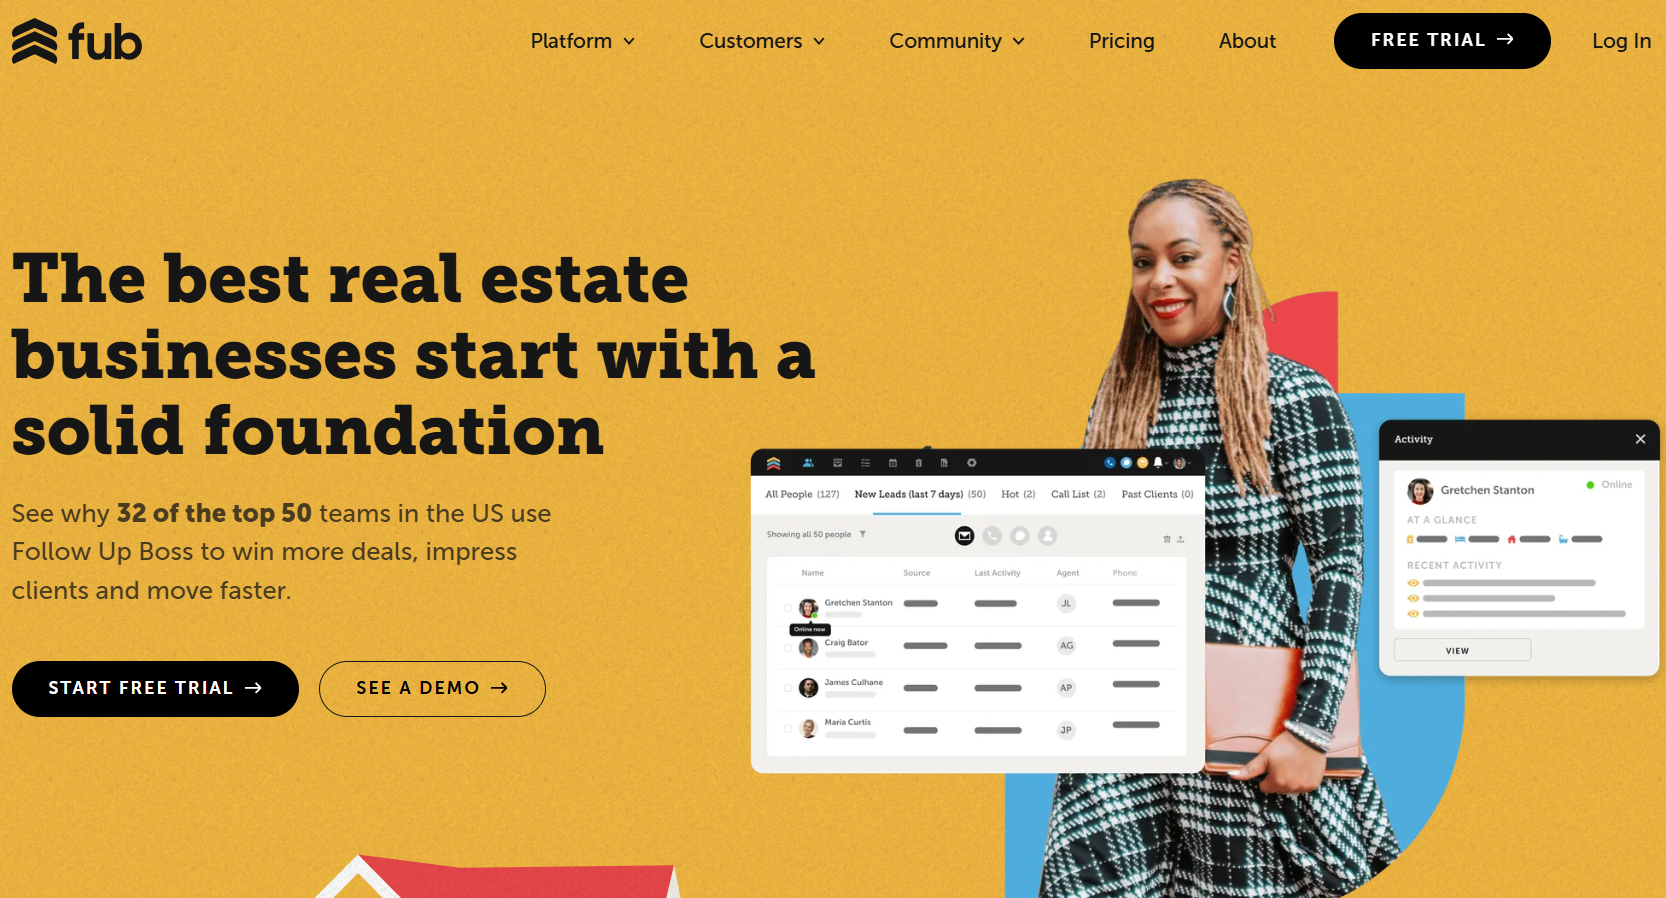 fub
Platform
Customers
Community
Pricing
About
FREE TRIAL →
Log In
The best real estate
businesses start with a
solid foundation
See why 32 of the top 50 teams in the US use
Follow Up Boss to win more deals, impress
clients and move faster.
START FREE TRIAL →
SEE A DEMO →
All People (127) New Leads (last 7 days) (50) Hot (2) Call List (2) Past Clients (0)
Showing all 50 people
Name Source Last Activity Agent Phone
Gretchen Stanton JL
Online now
Craig Bator AG
James Culhane AP
Maria Curtis JP
Activity
Gretchen Stanton Online
AT A GLANCE
RECENT ACTIVITY
VIEW